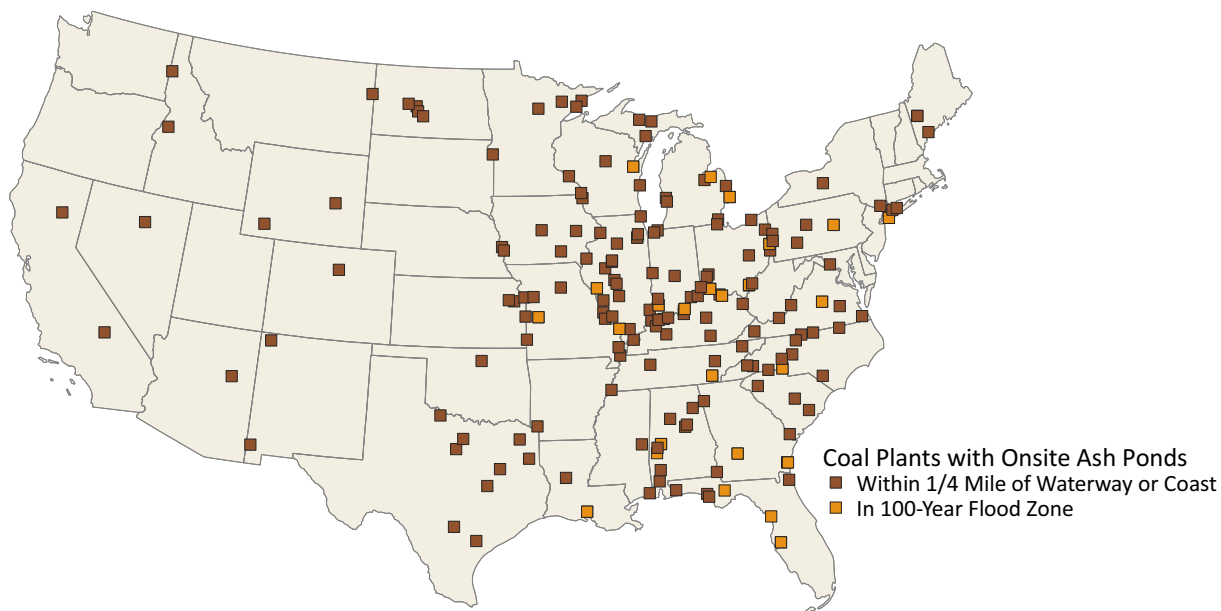 Coal Plants with Onsite Ash Ponds
Within 1/4 Mile of Waterway or Coast
In 100-Year Flood Zone